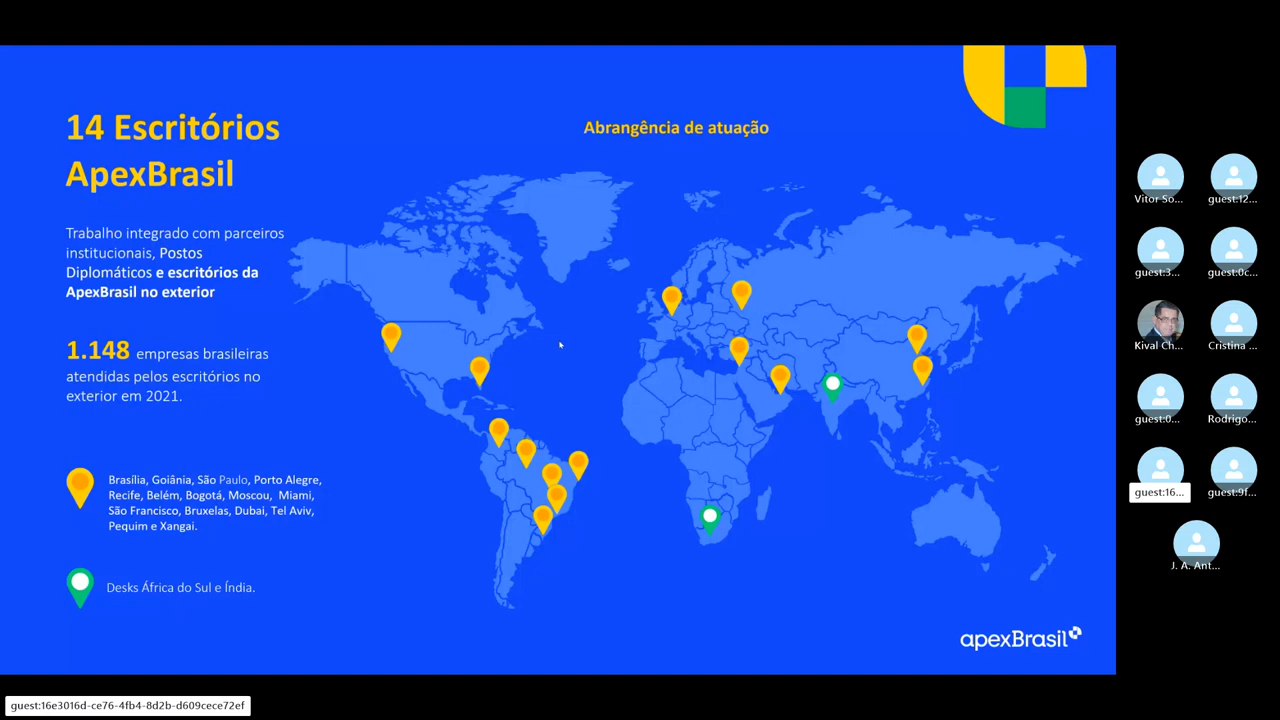 14 Escritórios
ApexBrasil
Abrangência de atuação
Trabalho integrado com parceiros
institucionais, Postos
Diplomáticos e escritórios da
ApexBrasil no exterior
1.148 empresas brasileiras
atendidas pelos escritórios no
exterior em 2021.
Brasília, Goiânia, São Paulo, Porto Alegre,
Recife, Belém, Bogotá, Moscou, Miami,
São Francisco, Bruxelas, Dubai, Tel Aviv,
Pequim e Xangai.
Desks África do Sul e Índia.
apexBrasil
Vitor So...
guest:12...
guest:3...
guest:0c...
Kival Ch...
Cristina ...
guest:0...
Rodrigo...
guest:16...
guest:9f...
J. A. Ant...
guest:16e3016d-ce76-4fb4-8d2b-d609cece72ef